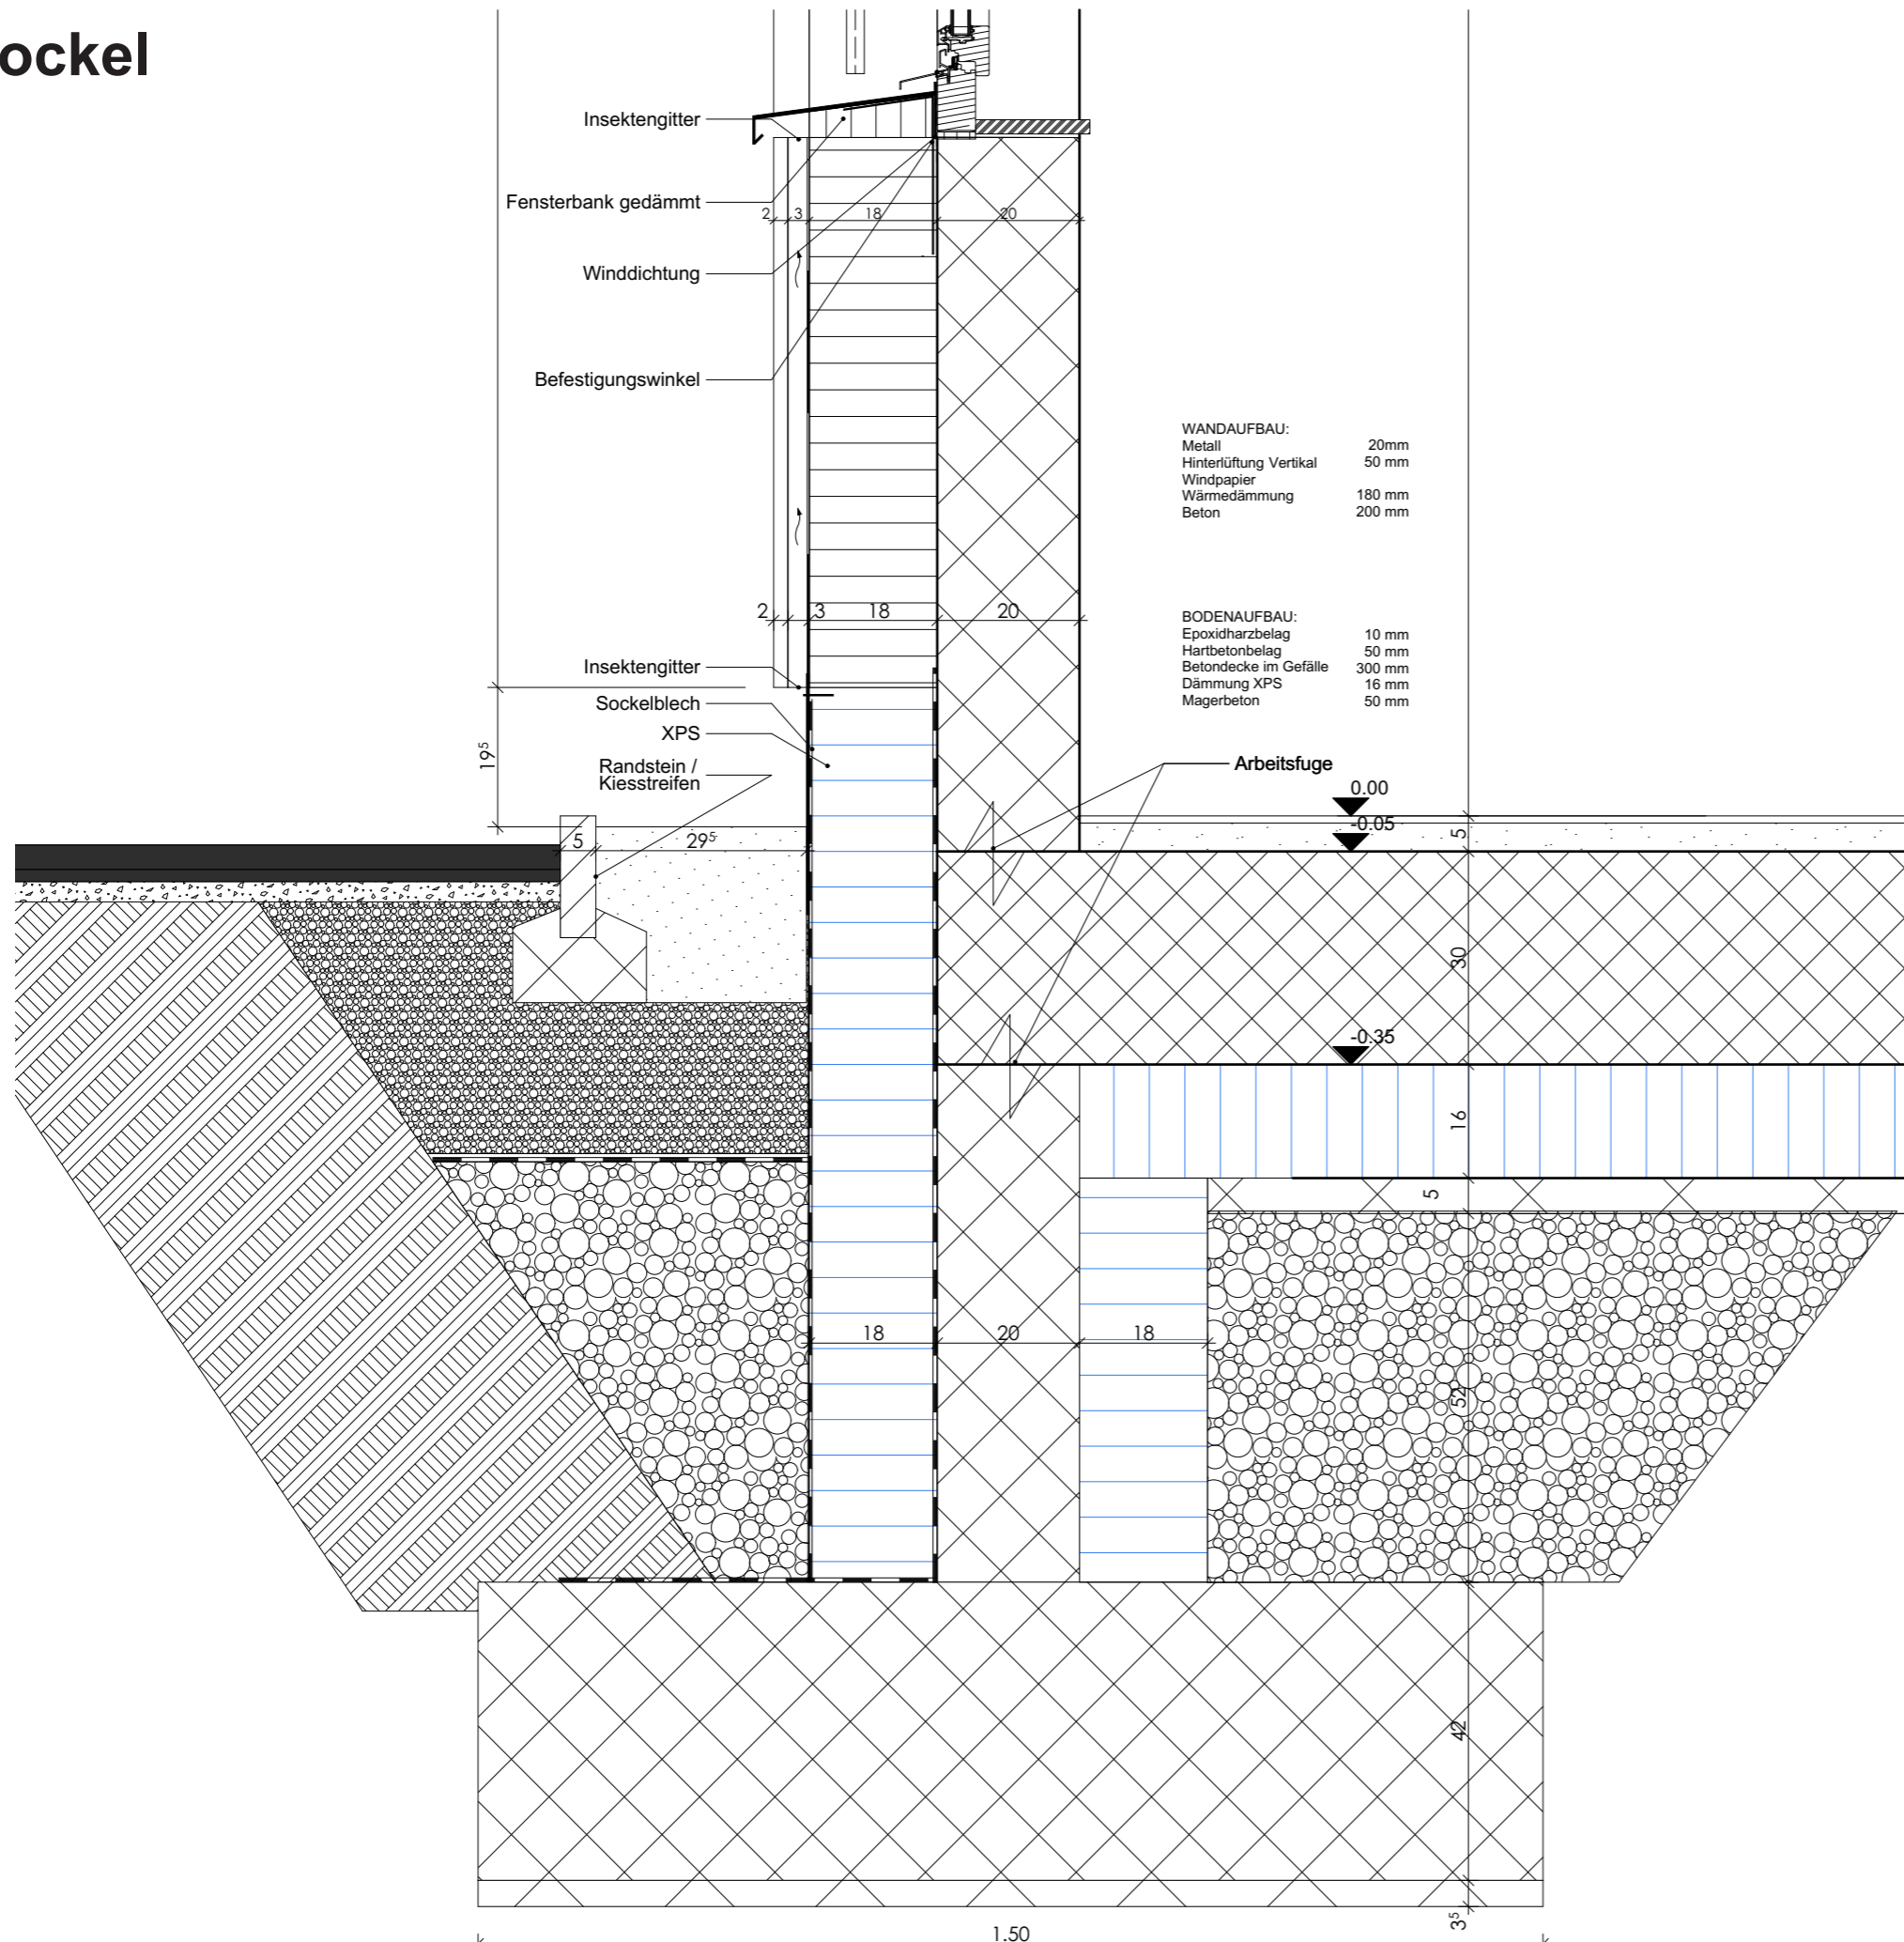 ockel
Insektengitter
Fensterbank gedämmt
2 3 18 20
Winddichtung
Befestigungswinkel
WANDAUFBAU:
Metall 20mm
Hinterlüftung Vertikal 50 mm
Windpapier
Wärmedämmung 180 mm
Beton 200 mm
2 3 18 20
BODENAUFBAU:
Epoxidharzbelag 10 mm
Hartbetonbelag 50 mm
Betondecke im Gefälle 300 mm
Dämmung XPS 16 mm
Magerbeton 50 mm
Insektengitter
Sockelblech
XPS
Randstein /
Kiesstreifen
19⁵
Arbeitsfuge
0.00
-0.05
5
5 29⁵
30
-0.35
16
5
18 20 18
52
42
3⁵
1.50